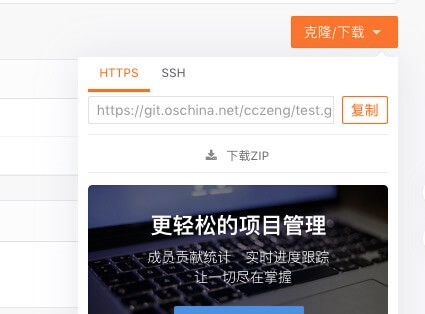 克隆/下载
HTTPS SSH
https://git.oschina.net/cczeng/test.g
复制
下载ZIP
更轻松的项目管理
成员贡献统计 实时进度跟踪
让一切尽在掌握